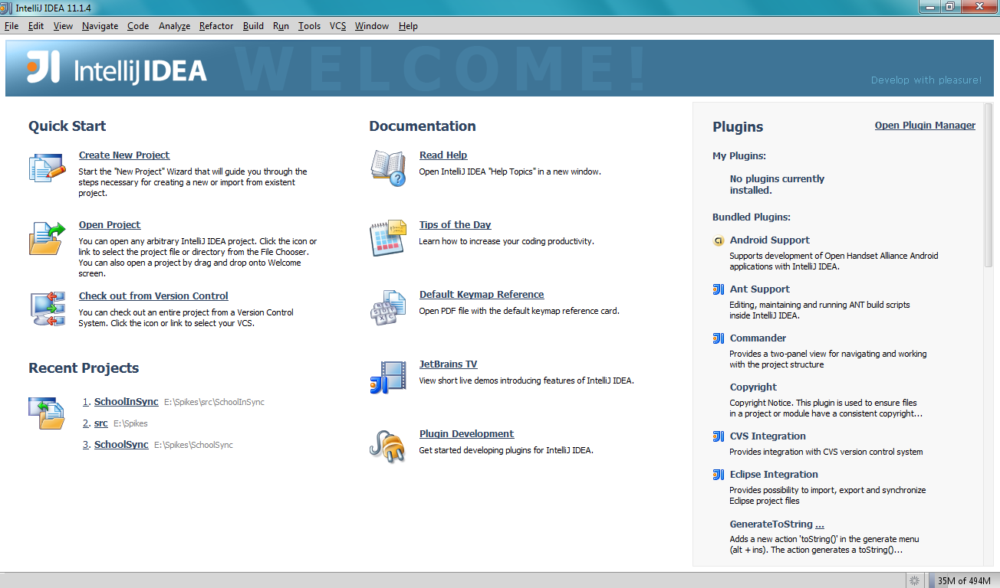 IntelliJ IDEA 11.1.4
File Edit View Navigate Code Analyze Refactor Build Run Tools VCS Window Help
IntelliJ IDEA
WELCOME!
Develop with pleasure!
Quick Start
Create New Project
Start the "New Project" Wizard that will guide you through the
steps necessary for creating a new or import from existent
project.
Open Project
You can open any arbitrary IntelliJ IDEA project. Click the icon or
link to select the project file or directory from the File Chooser.
You can also open a project by drag and drop onto Welcome
screen.
Check out from Version Control
You can check out an entire project from a Version Control
System. Click the icon or link to select your VCS.
Recent Projects
1. SchoolInSync E:\Spikes\src\SchoolInSync
2. src E:\Spikes
3. SchoolSync E:\Spikes\SchoolSync
Documentation
Read Help
Open IntelliJ IDEA "Help Topics" in a new window.
Tips of the Day
Learn how to increase your coding productivity.
Default Keymap Reference
Open PDF file with the default keymap reference card.
JetBrains TV
View short live demos introducing features of IntelliJ IDEA.
Plugin Development
Get started developing plugins for IntelliJ IDEA.
Plugins
Open Plugin Manager
My Plugins:
No plugins currently
installed.
Bundled Plugins:
Android Support
Supports development of Open Handset Alliance Android
applications with IntelliJ IDEA.
Ant Support
Editing, maintaining and running ANT build scripts
inside IntelliJ IDEA.
Commander
Provides a two-panel view for navigating and working
with the project structure
Copyright
Copyright Notice. This plugin is used to ensure files
in a project or module have a consistent copyright...
CVS Integration
Provides integration with CVS version control system
Eclipse Integration
Provides possibility to import, export and synchronize
Eclipse project files
GenerateToString ...
Adds a new action 'toString()' in the generate menu
(alt + ins). The action generates a toString()...
35M of 494M